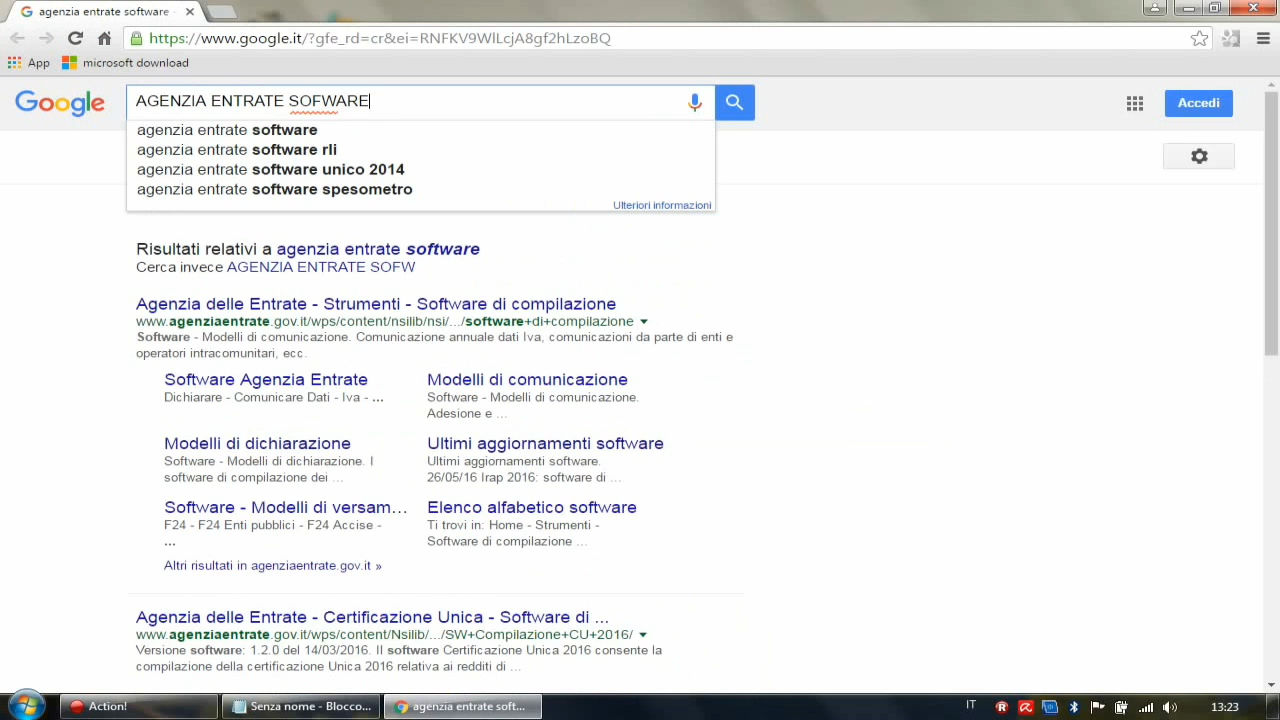 agenzia entrate software
https://www.google.it/?gfe_rd=cr&ei=RNFKV9WlLcjA8gf2hLzoBQ
App microsoft download
Google AGENZIA ENTRATE SOFWARE Accedi
agenzia entrate software
agenzia entrate software rli
agenzia entrate software unico 2014
agenzia entrate software spesometro
Ulteriori informazioni
Risultati relativi a agenzia entrate software
Cerca invece AGENZIA ENTRATE SOFW
Agenzia delle Entrate - Strumenti - Software di compilazione
www.agenziaentrate.gov.it/wps/content/nsilib/nsi/.../software+di+compilazione
Software - Modelli di comunicazione. Comunicazione annuale dati Iva, comunicazioni da parte di enti e
operatori intracomunitari, ecc.
Software Agenzia Entrate
Dichiarare - Comunicare Dati - Iva - ...
Modelli di comunicazione
Software - Modelli di comunicazione.
Adesione e ...
Modelli di dichiarazione
Software - Modelli di dichiarazione. I
software di compilazione dei ...
Ultimi aggiornamenti software
Ultimi aggiornamenti software.
26/05/16 Irap 2016: software di ...
Software - Modelli di versam...
F24 - F24 Enti pubblici - F24 Accise -
...
Elenco alfabetico software
Ti trovi in: Home - Strumenti -
Software di compilazione ...
Altri risultati in agenziaentrate.gov.it »
Agenzia delle Entrate - Certificazione Unica - Software di ...
www.agenziaentrate.gov.it/wps/content/Nsilib/.../SW+Compilazione+CU+2016/
Versione software: 1.2.0 del 14/03/2016. Il software Certificazione Unica 2016 consente la
compilazione della certificazione Unica 2016 relativa ai redditi di ...
Action! Senza nome - Blocco... agenzia entrate soft... IT 13:23